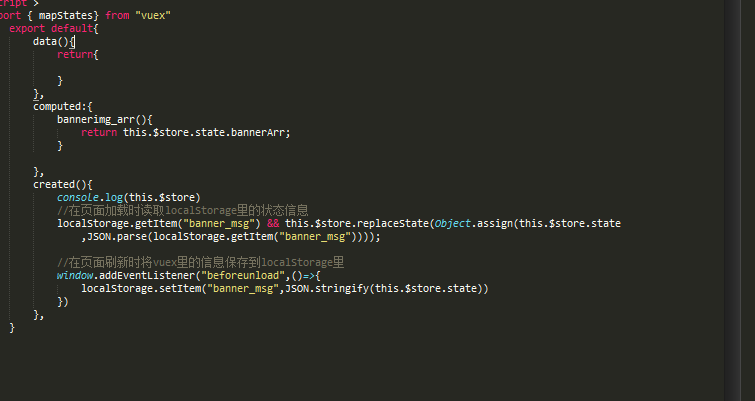 script >
port { mapStates} from "vuex"
export default{
data(){
return{
}
},
computed:{
bannerimg_arr(){
return this.$store.state.bannerArr;
}
},
created(){
console.log(this.$store)
//在页面加载时读取localStorage里的状态信息
localStorage.getItem("banner_msg") && this.$store.replaceState(Object.assign(this.$store.state
,JSON.parse(localStorage.getItem("banner_msg"))));
//在页面刷新时将vuex里的信息保存到localStorage里
window.addEventListener("beforeunload",()=>{
localStorage.setItem("banner_msg",JSON.stringify(this.$store.state))
})
},
}